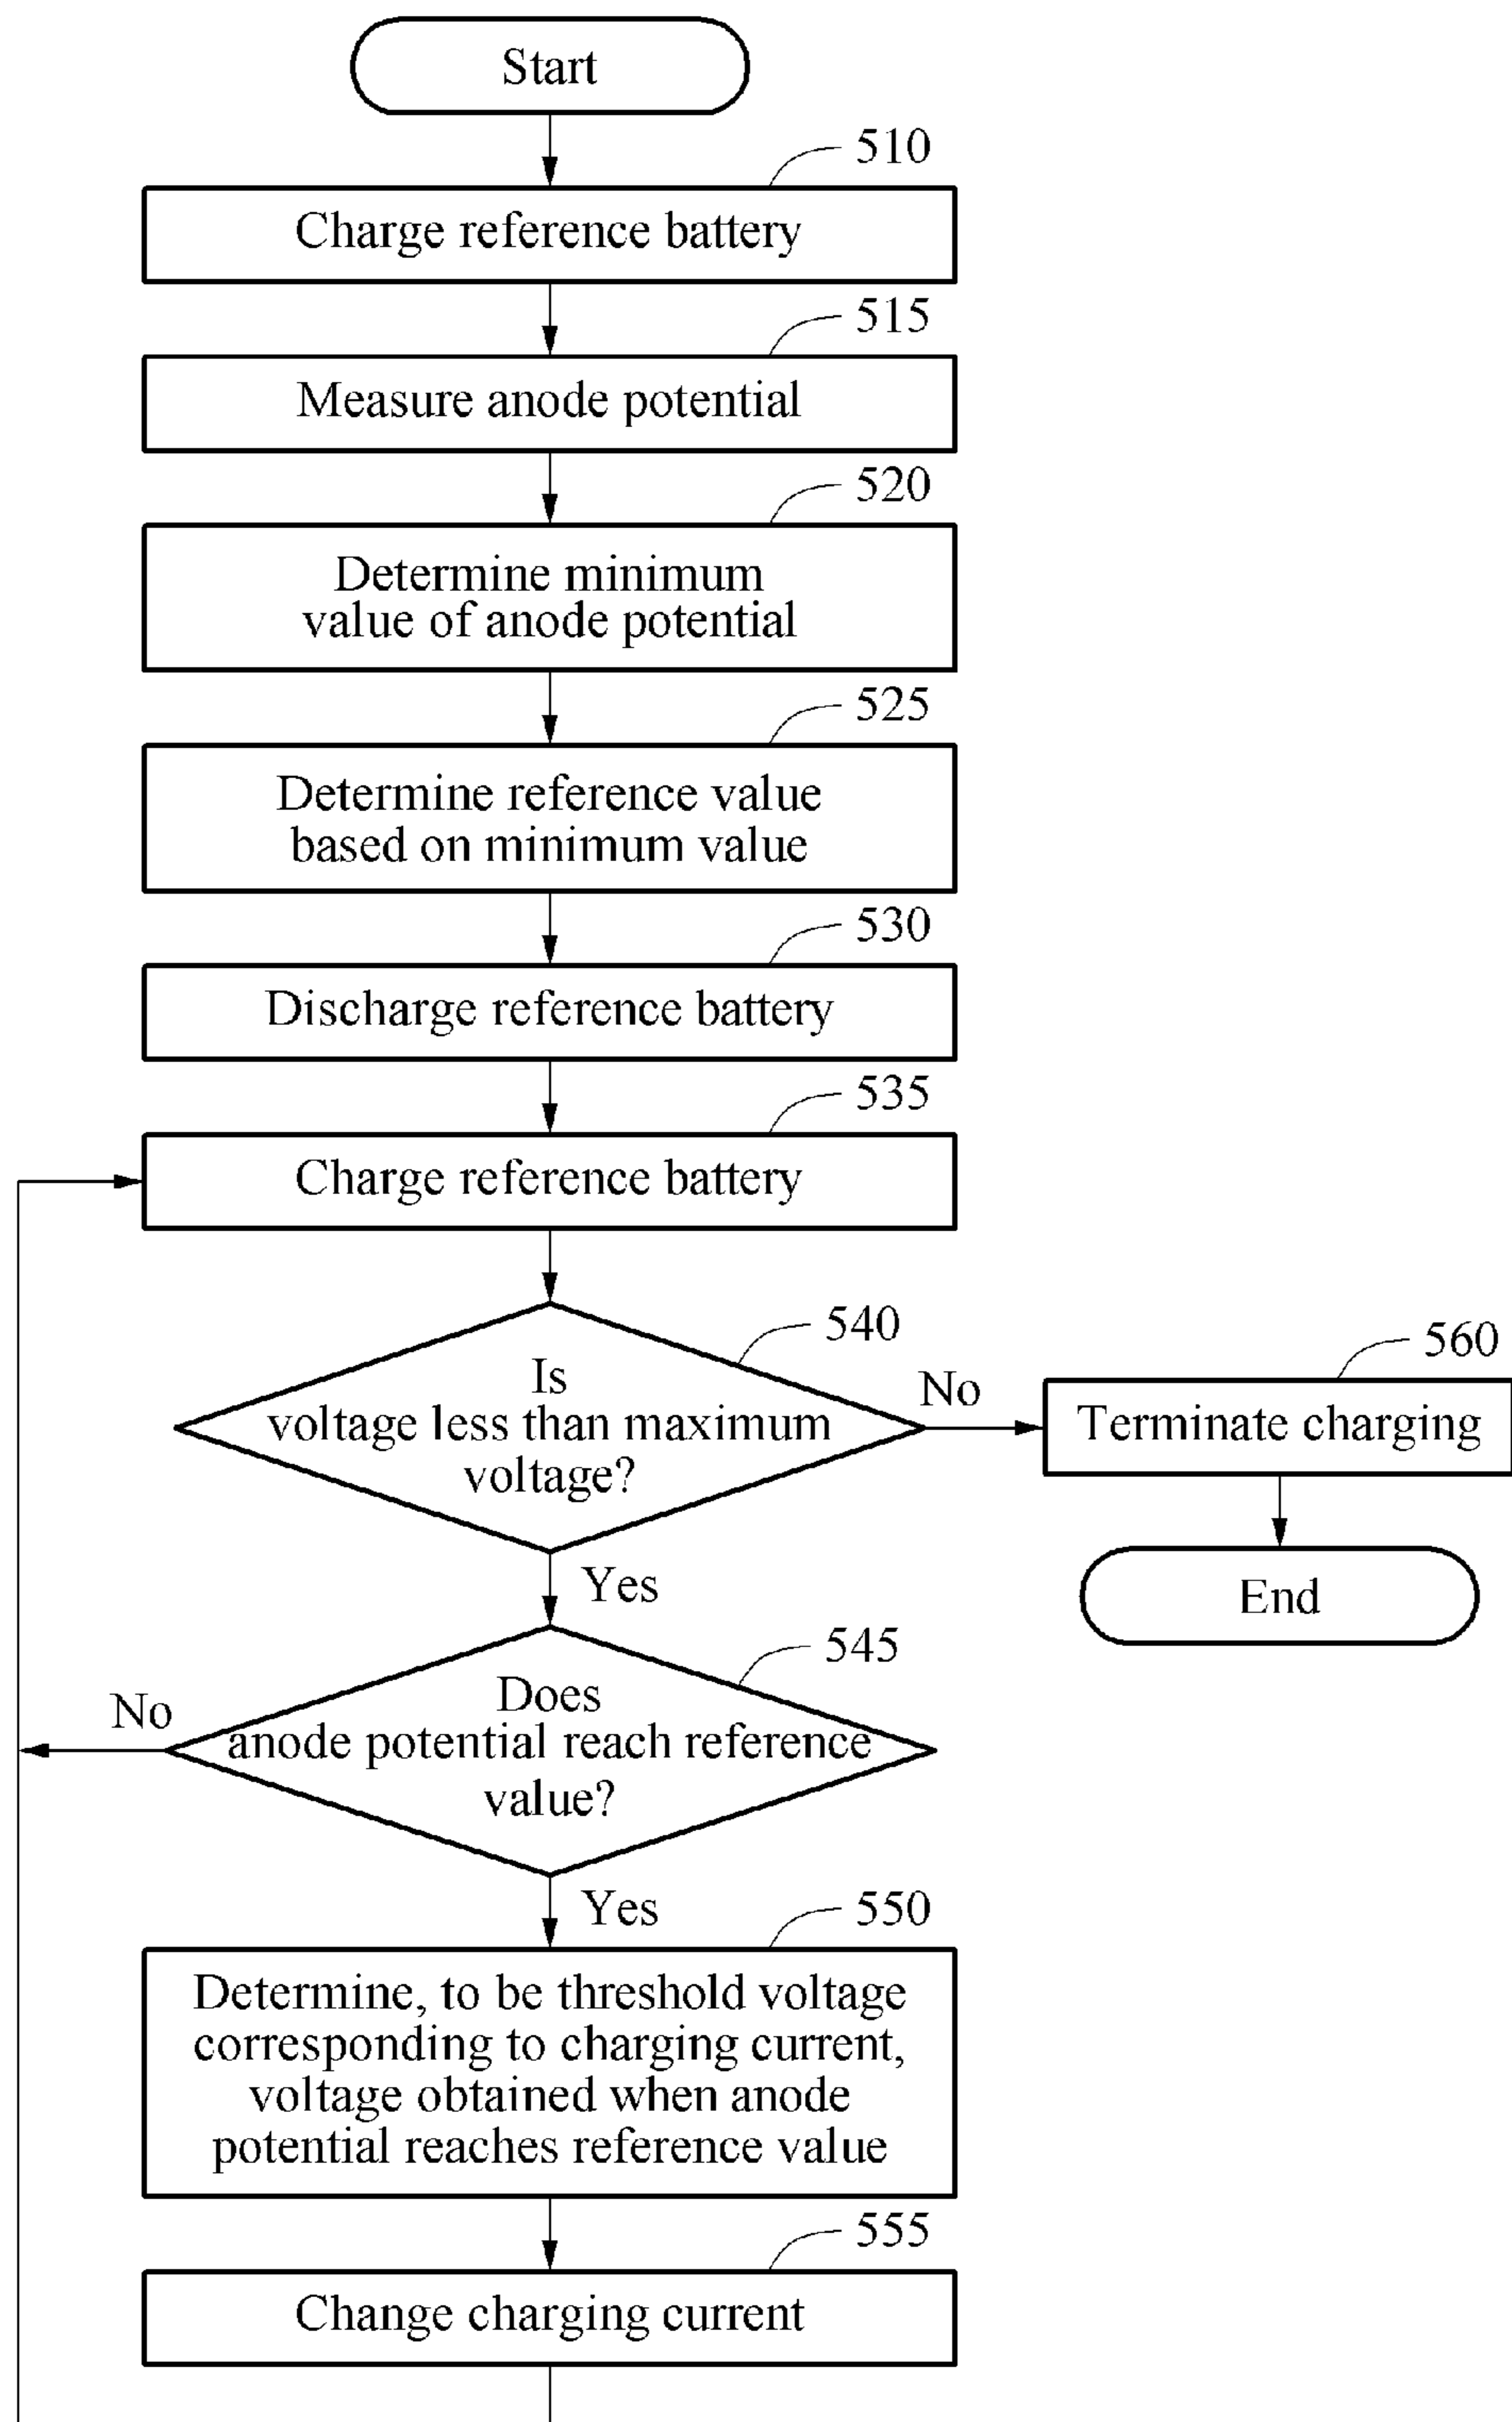 Start
510
Charge reference battery
515
Measure anode potential
520
Determine minimum
value of anode potential
525
Determine reference value
based on minimum value
530
Discharge reference battery
535
Charge reference battery
540
Is
voltage less than maximum
voltage?
No
560
Terminate charging
End
Yes
545
Does
anode potential reach reference
value?
No
Yes
550
Determine, to be threshold voltage
corresponding to charging current,
voltage obtained when anode
potential reaches reference value
555
Change charging current